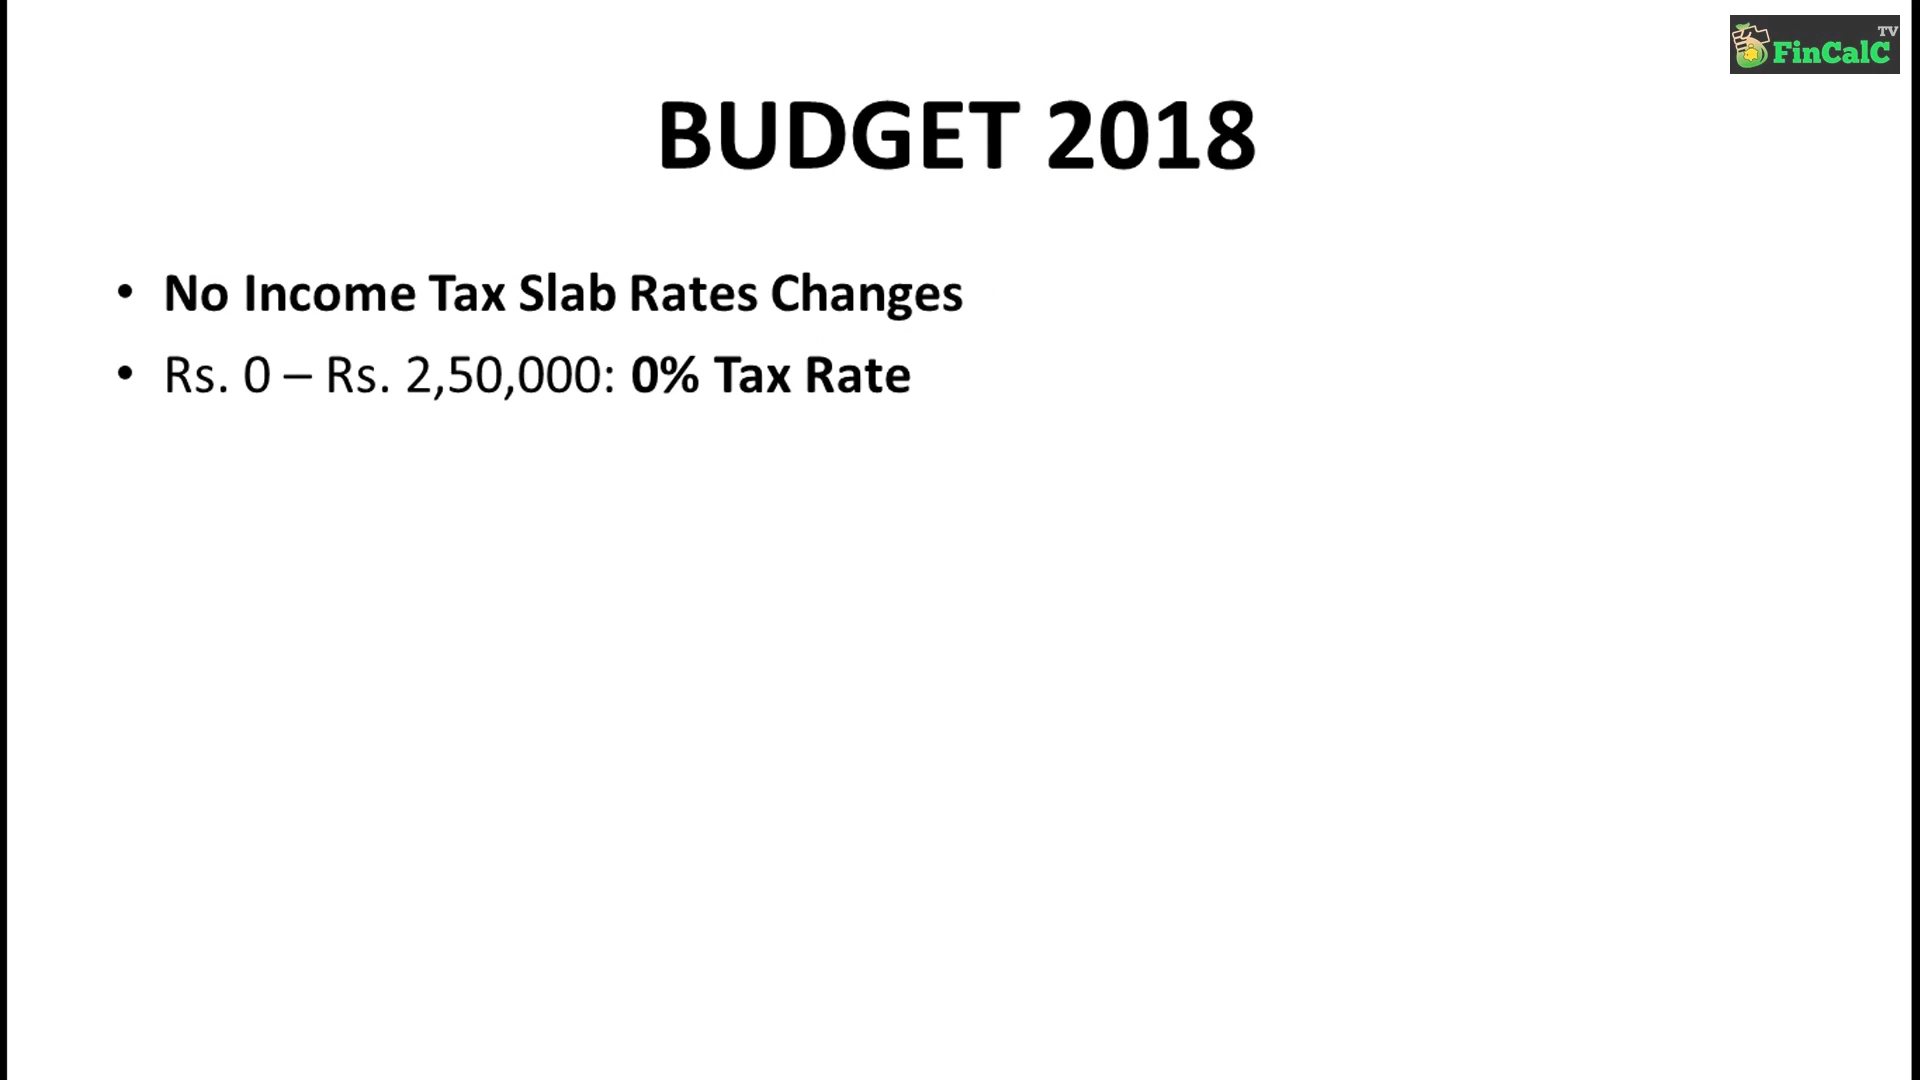 TV
FinCalC
BUDGET 2018
• No Income Tax Slab Rates Changes
• Rs. 0 – Rs. 2,50,000: 0% Tax Rate